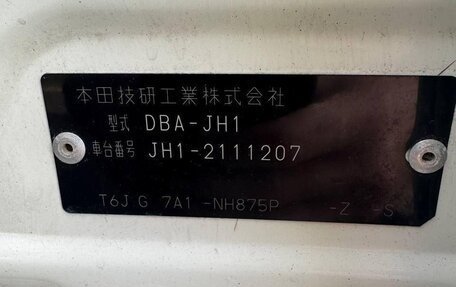 本田技研工業株式会社
型式 DBA-JH1
車台番号 JH1-2111207
T6J G 7A1 -NH875P -Z -S